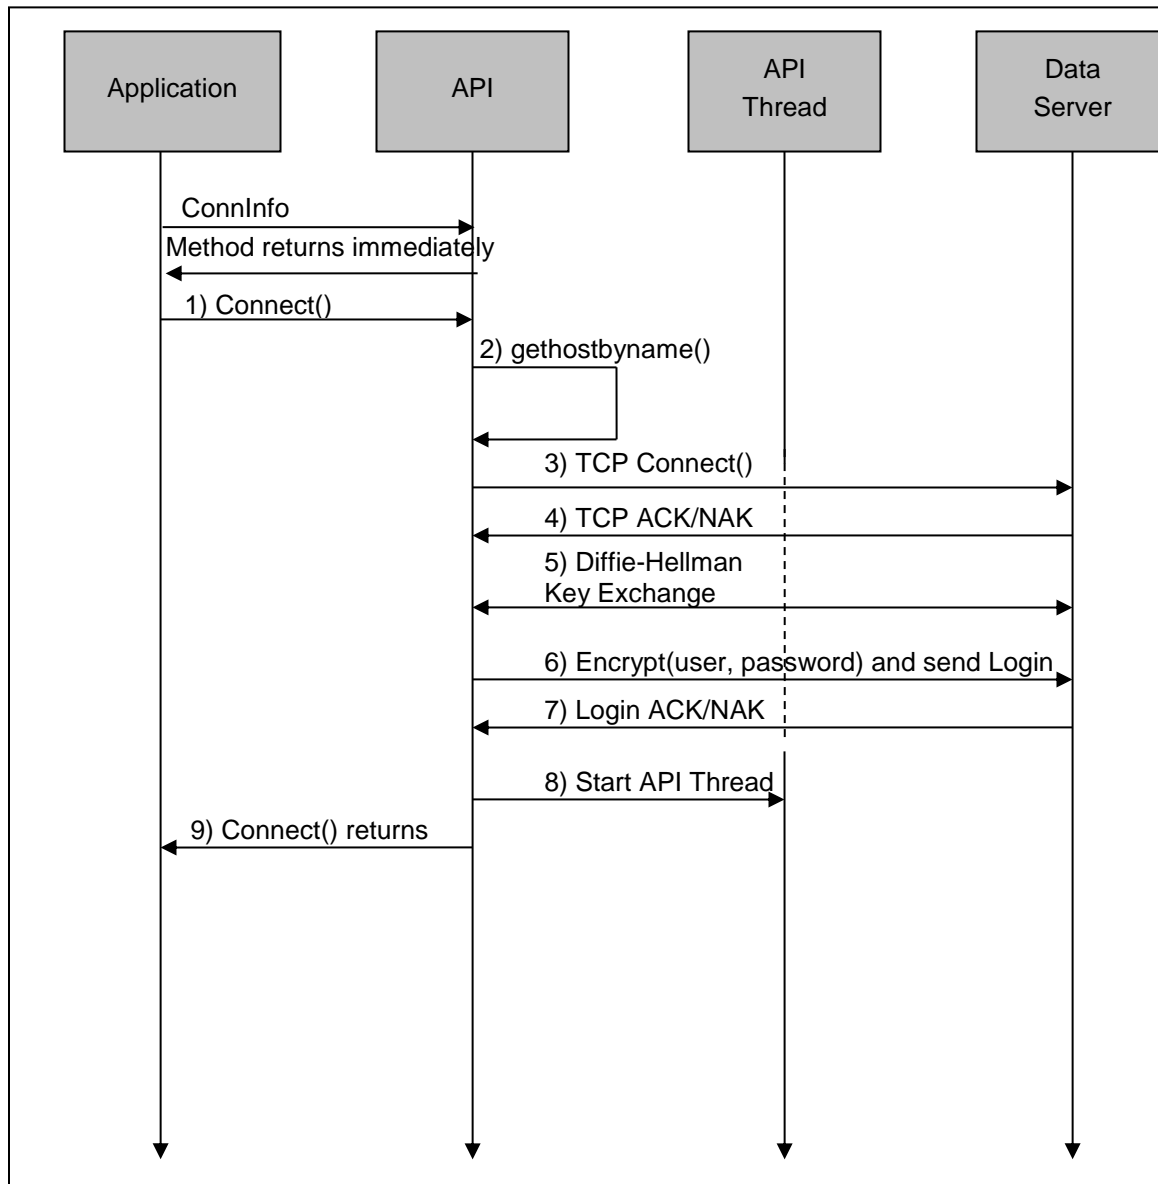 Application
API
API
Thread
Data
Server
ConnInfo
Method returns immediately
1) Connect()
2) gethostbyname()
3) TCP Connect()
4) TCP ACK/NAK
5) Diffie-Hellman
Key Exchange
6) Encrypt(user, password) and send Login
7) Login ACK/NAK
8) Start API Thread
9) Connect() returns